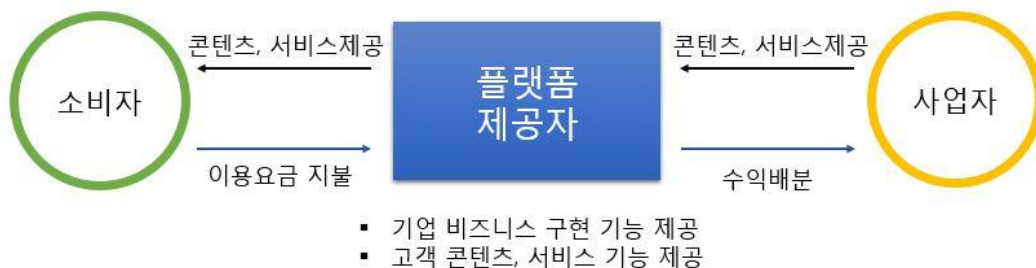 콘텐츠, 서비스제공
콘텐츠, 서비스제공
소비자
플랫폼
제공자
사업자
이용요금 지불
수익배분
▪ 기업 비즈니스 구현 기능 제공
▪ 고객 콘텐츠, 서비스 기능 제공